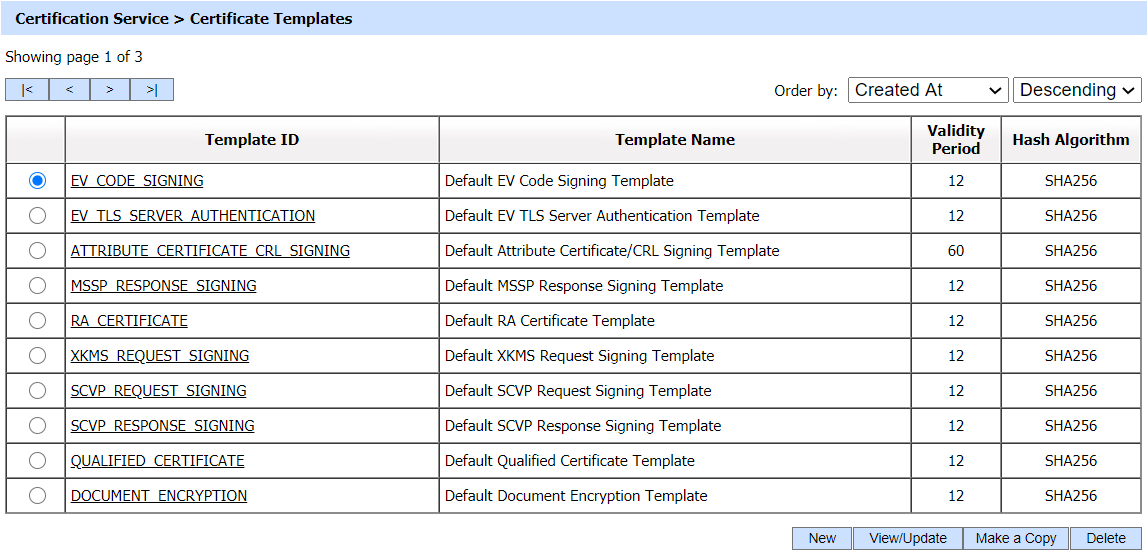 Certification Service > Certificate Templates
Showing page 1 of 3
|< < > >| Order by: Created At Descending
Template ID Template Name Validity Period Hash Algorithm
EV_CODE_SIGNING Default EV Code Signing Template 12 SHA256
EV_TLS_SERVER_AUTHENTICATION Default EV TLS Server Authentication Template 12 SHA256
ATTRIBUTE_CERTIFICATE_CRL_SIGNING Default Attribute Certificate/CRL Signing Template 60 SHA256
MSSP_RESPONSE_SIGNING Default MSSP Response Signing Template 12 SHA256
RA_CERTIFICATE Default RA Certificate Template 12 SHA256
XKMS_REQUEST_SIGNING Default XKMS Request Signing Template 12 SHA256
SCVP_REQUEST_SIGNING Default SCVP Request Signing Template 12 SHA256
SCVP_RESPONSE_SIGNING Default SCVP Response Signing Template 12 SHA256
QUALIFIED_CERTIFICATE Default Qualified Certificate Template 12 SHA256
DOCUMENT_ENCRYPTION Default Document Encryption Template 12 SHA256
New View/Update Make a Copy Delete